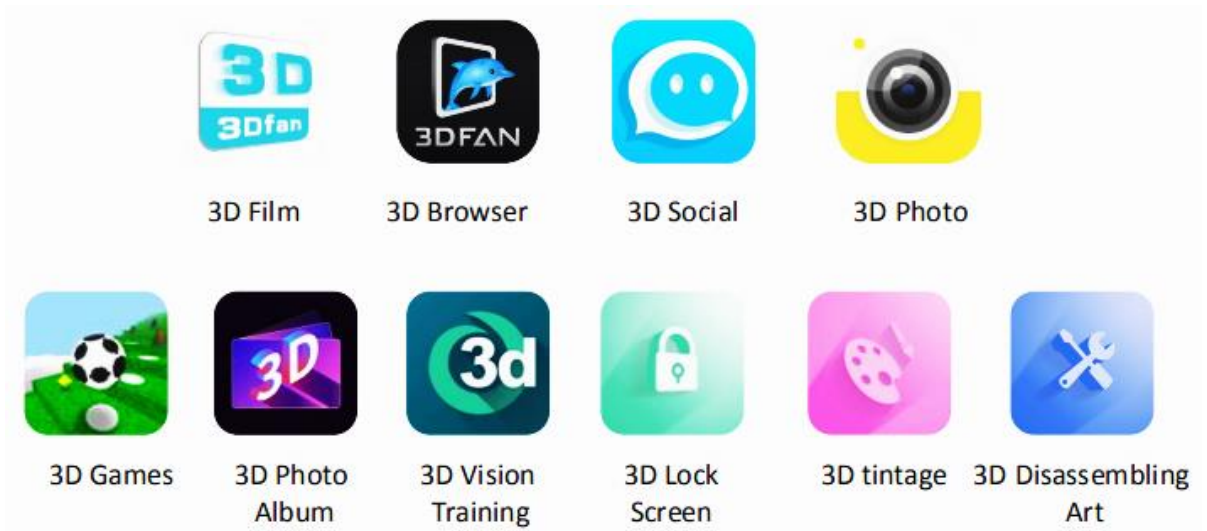 3D
3Dfan
3DFAN
3D Film
3D Browser
3D Social
3D Photo
3D
3d
3D Games
3D Photo
Album
3D Vision
Training
3D Lock
Screen
3D tintage
3D Disassembling
Art